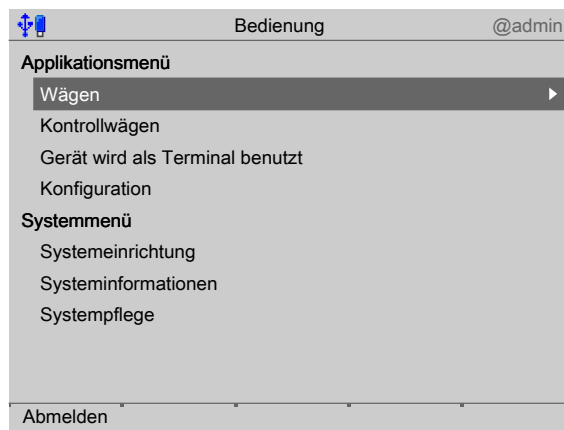 Bedienung @admin
Applikationsmenü
Wägen
Kontrollwägen
Gerät wird als Terminal benutzt
Konfiguration
Systemmenü
Systemeinrichtung
Systeminformationen
Systempflege
Abmelden